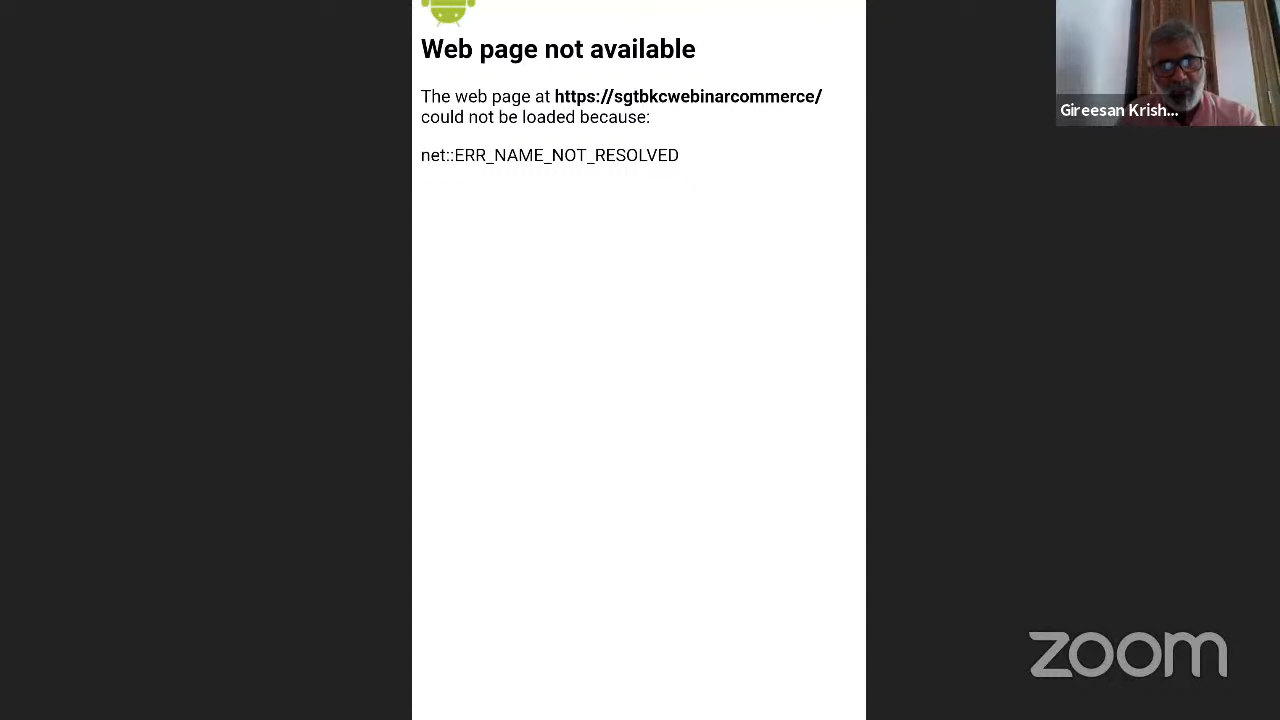 Web page not available
The web page at https://sgtbkcwebinarcommerce/
could not be loaded because:
net::ERR_NAME_NOT_RESOLVED
Gireesan Krish...
zoom